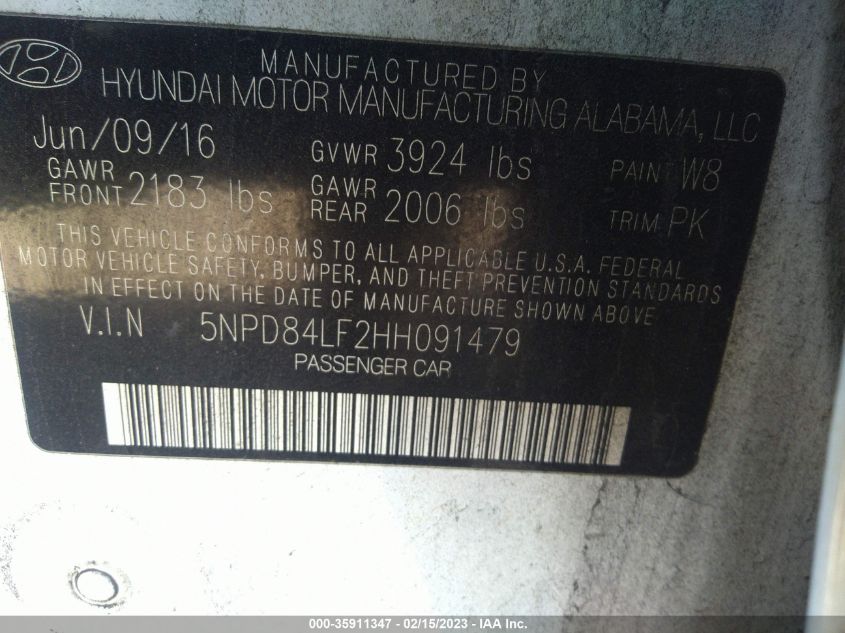 MANUFACTURED BY
HYUNDAI MOTOR MANUFACTURING ALABAMA, LLC
Jun/09/16 GVWR 3924 lbs PAINT W8
GAWR FRONT 2183 lbs GAWR REAR 2006 lbs TRIM PK
THIS VEHICLE CONFORMS TO ALL APPLICABLE U.S.A. FEDERAL
MOTOR VEHICLE SAFETY, BUMPER, AND THEFT PREVENTION STANDARDS
IN EFFECT ON THE DATE OF MANUFACTURE SHOWN ABOVE
V.I.N 5NPD84LF2HH091479
PASSENGER CAR
000-35911347 - 02/15/2023 - IAA Inc.